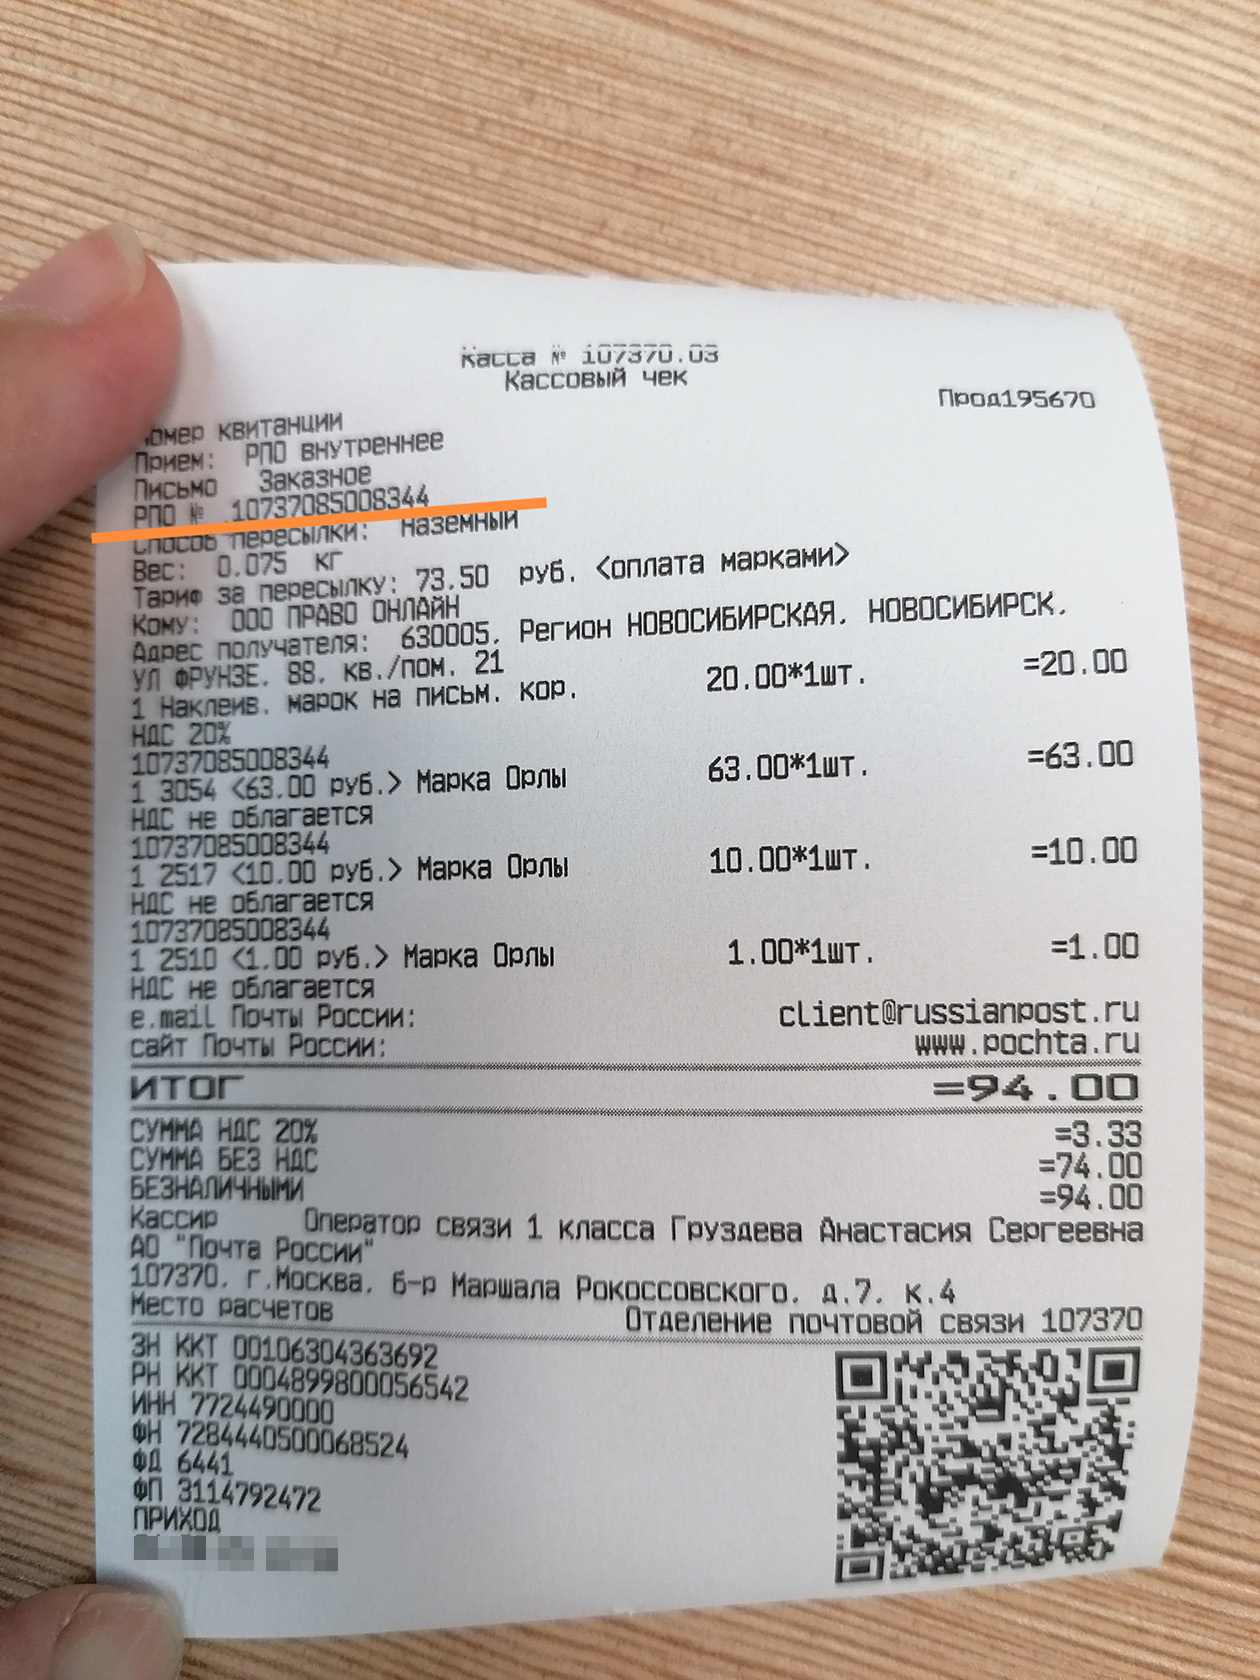 Касса № 107370.03
Кассовый чек
Прод195670
Номер квитанции
Прием: РПО внутреннее
Письмо Заказное
РПО № 10737085008344
Способ пересылки: Наземный
Вес: 0.075 кг
Тариф за пересылку: 73.50 руб. <оплата марками>
Кому: ООО ПРАВО ОНЛАЙН
Адрес получателя: 630005, Регион НОВОСИБИРСКАЯ, НОВОСИБИРСК,
УЛ ФРУНЗЕ, 88, кв./пом. 21
1 Наклеив. марок на письм. кор. 20.00*1шт. =20.00
НДС 20%
10737085008344
1 3054 <63.00 руб.> Марка Орлы 63.00*1шт. =63.00
НДС не облагается
10737085008344
1 2517 <10.00 руб.> Марка Орлы 10.00*1шт. =10.00
НДС не облагается
10737085008344
1 2510 <1.00 руб.> Марка Орлы 1.00*1шт. =1.00
НДС не облагается
e.mail Почты России: client@russianpost.ru
сайт Почты России: www.pochta.ru
ИТОГ =94.00
СУММА НДС 20% =3.33
СУММА БЕЗ НДС =74.00
БЕЗНАЛИЧНЫМИ =94.00
Кассир Оператор связи 1 класса Груздева Анастасия Сергеевна
АО "Почта России"
107370, г.Москва, б-р Маршала Рокоссовского, д.7, к.4
Место расчетов Отделение почтовой связи 107370
ЗН ККТ 00106304363692
РН ККТ 0004899800056542
ИНН 7724490000
ФН 7284440500068524
ФД 6441
ФП 3114792472
ПРИХОД